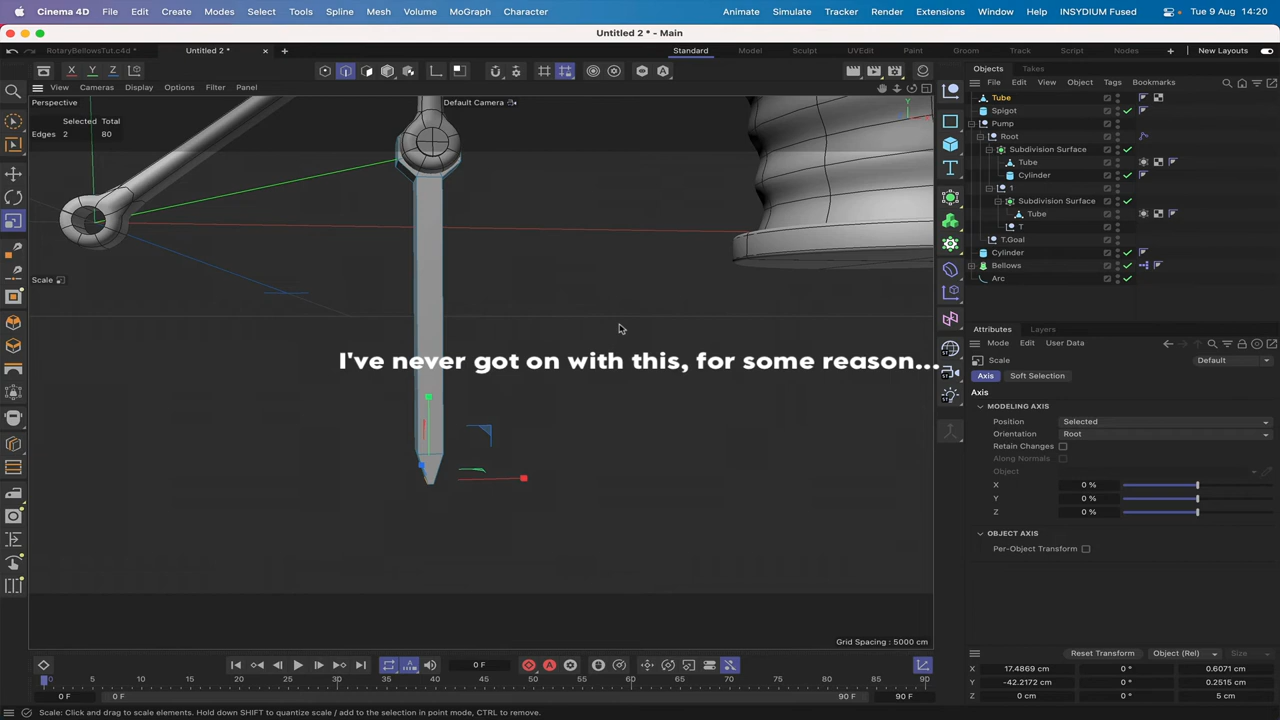 Cinema 4D File Edit Create Modes Select Tools Spline Mesh Volume MoGraph Character Animate Simulate Tracker Render Extensions Window Help INSYDIUM Fused Tue 9 Aug 14:20
Untitled 2 * - Main
RotaryBellowsTut.c4d * Untitled 2 * Standard Model Sculpt UVEdit Paint Groom Track Script Nodes New Layouts
X Y Z
Objects Takes
View Cameras Display Options Filter Panel
File Edit View Object Tags Bookmarks
Perspective Default Camera
Selected Total
Edges 2 80
Y
X
Tube
Spigot
Pump
Root
Subdivision Surface
Tube
Cylinder
1
Subdivision Surface
Tube
T
T.Goal
Cylinder
Bellows
Arc
Scale
I've never got on with this, for some reason...
Attributes Layers
Mode Edit User Data
Scale Default
Axis Soft Selection
Axis
MODELING AXIS
Position Selected
Orientation Root
Retain Changes
Along Normals
Object
X 0 %
Y 0 %
Z 0 %
OBJECT AXIS
Per-Object Transform
Grid Spacing : 5000 cm
0 F
0 5 10 15 20 25 30 35 40 45 50 55 60 65 70 75 80 85 90
0 F 0 F 90 F 90 F
Reset Transform Object (Rel) Size
X 17.4869 cm 0 ° 0.6071 cm
Y -42.2172 cm 0 ° 0.2515 cm
Z 0 cm 0 ° 5 cm
Scale: Click and drag to scale elements. Hold down SHIFT to quantize scale / add to the selection in point mode, CTRL to remove.